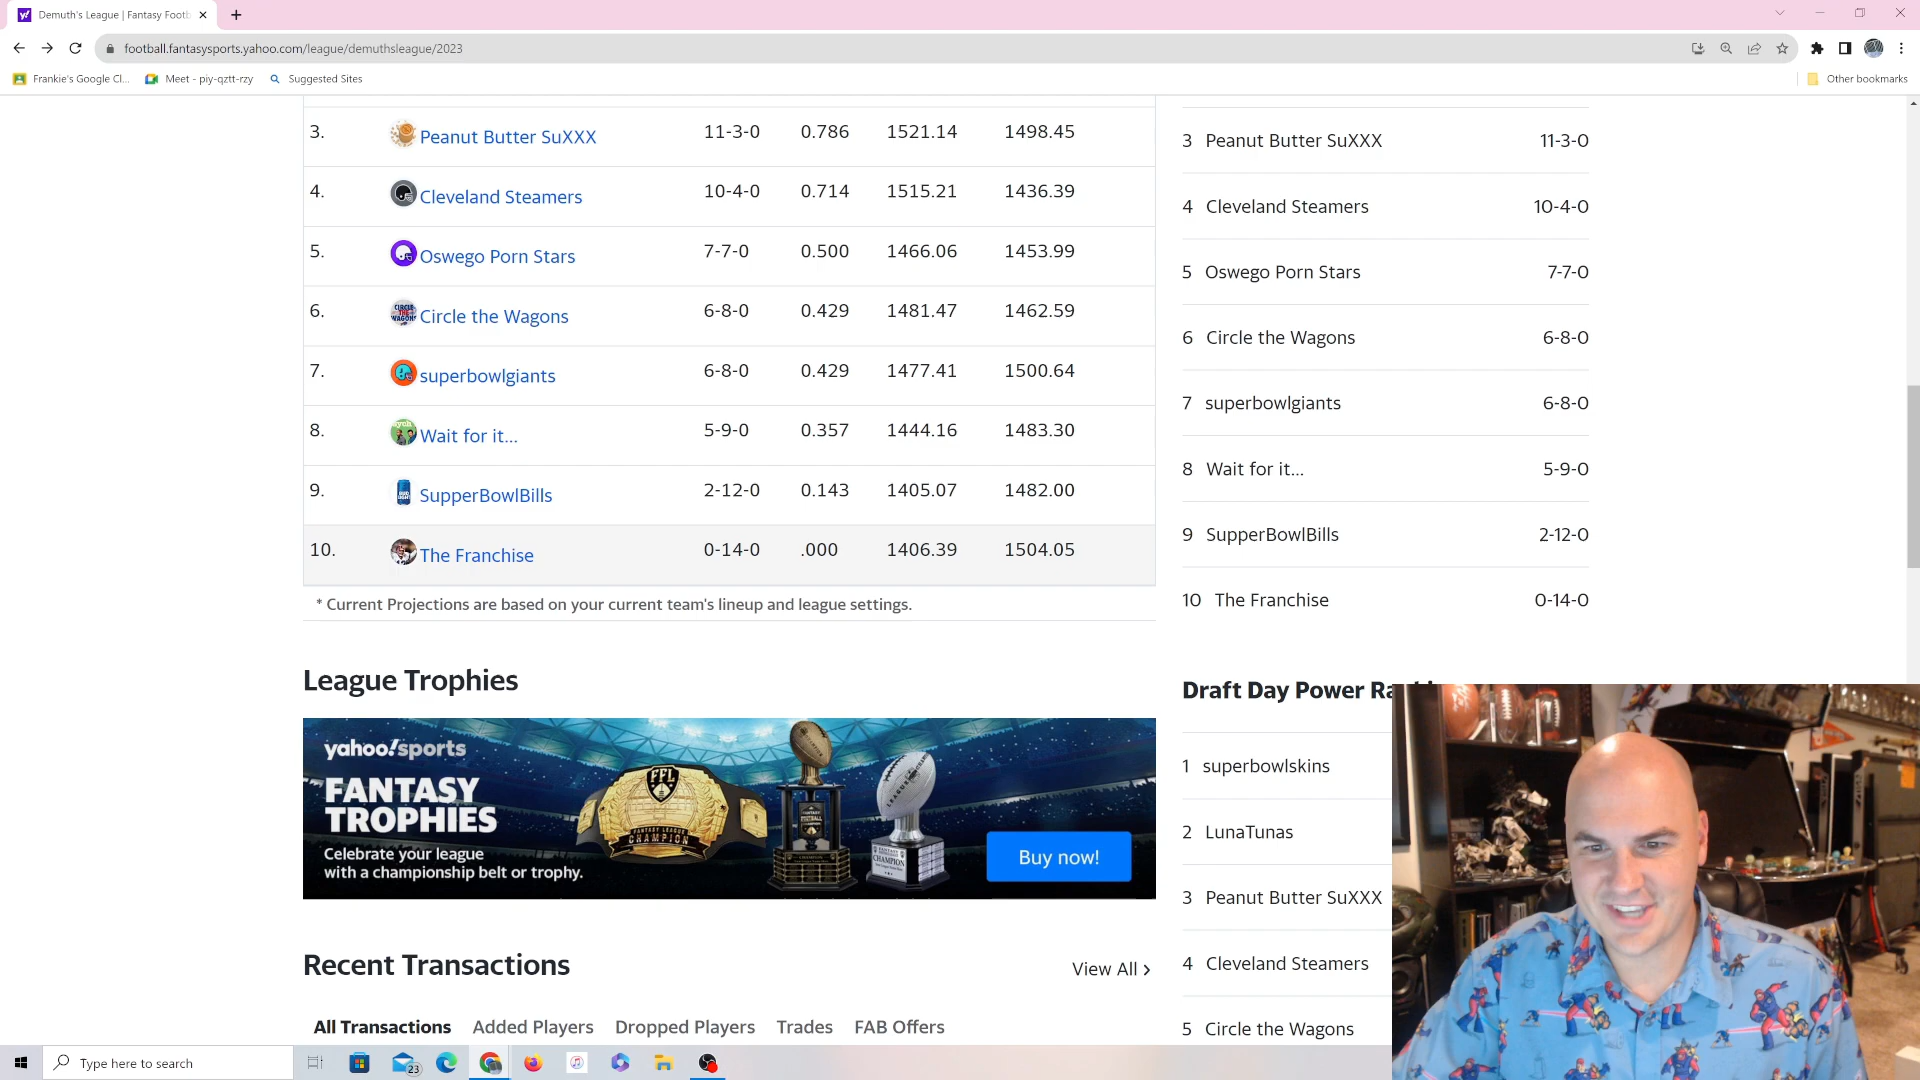 Demuth's League | Fantasy Footb
football.fantasysports.yahoo.com/league/demuthsleague/2023
Frankie's Google Cl...
Meet - piy-qztt-rzy
Suggested Sites
Other bookmarks
3. Peanut Butter SuXXX 11-3-0 0.786 1521.14 1498.45
4. Cleveland Steamers 10-4-0 0.714 1515.21 1436.39
5. Oswego Porn Stars 7-7-0 0.500 1466.06 1453.99
6. Circle the Wagons 6-8-0 0.429 1481.47 1462.59
7. superbowlgiants 6-8-0 0.429 1477.41 1500.64
8. Wait for it... 5-9-0 0.357 1444.16 1483.30
9. SupperBowlBills 2-12-0 0.143 1405.07 1482.00
10. The Franchise 0-14-0 .000 1406.39 1504.05
* Current Projections are based on your current team's lineup and league settings.
League Trophies
yahoo!sports
FANTASY
TROPHIES
Celebrate your league
with a championship belt or trophy.
FFL
FANTASY LEAGUE
CHAMPION
CHAMPION
Buy now!
Recent Transactions
View All ›
All Transactions
Added Players
Dropped Players
Trades
FAB Offers
3 Peanut Butter SuXXX 11-3-0
4 Cleveland Steamers 10-4-0
5 Oswego Porn Stars 7-7-0
6 Circle the Wagons 6-8-0
7 superbowlgiants 6-8-0
8 Wait for it... 5-9-0
9 SupperBowlBills 2-12-0
10 The Franchise 0-14-0
Draft Day Power
1 superbowlskins
2 LunaTunas
3 Peanut Butter SuXXX
4 Cleveland Steamers
5 Circle the Wagons
Type here to search
23